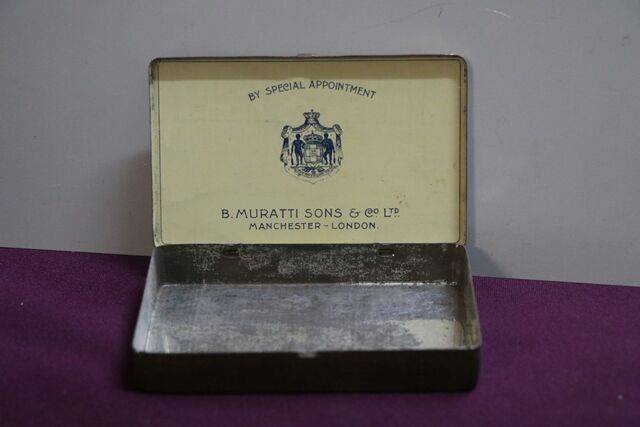 BY SPECIAL APPOINTMENT
B. MURATTI SONS & CO LTD.
MANCHESTER - LONDON.